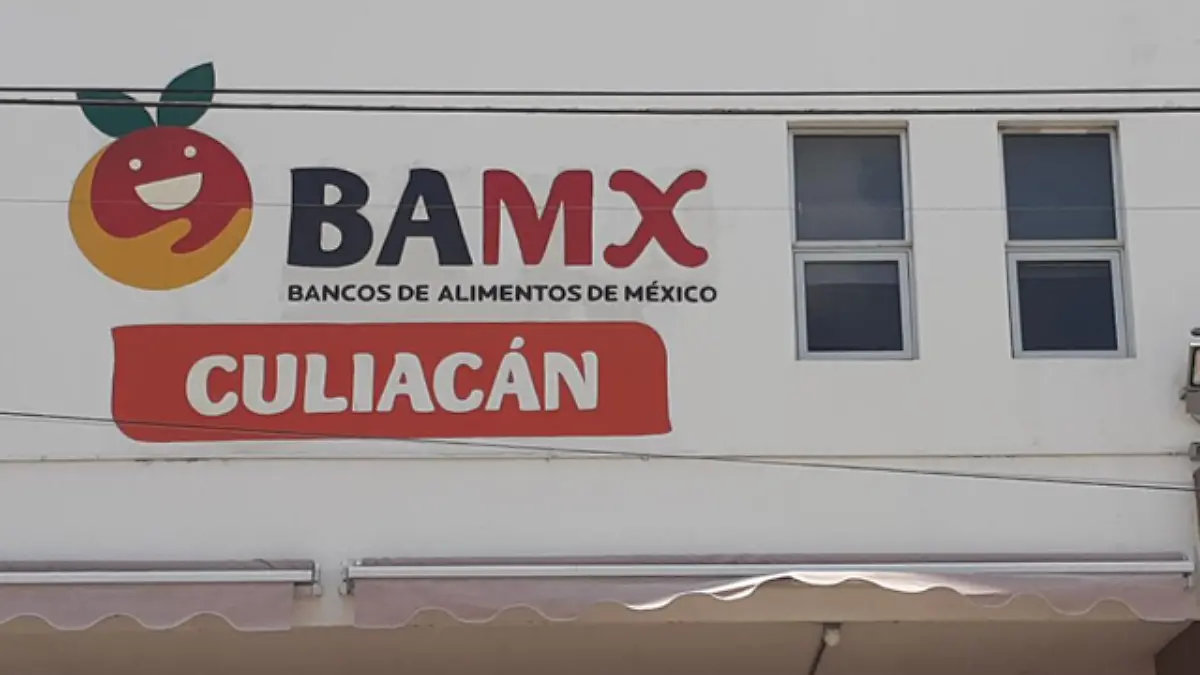 BAMX
BANCOS DE ALIMENTOS DE MÉXICO
CULIACÁN